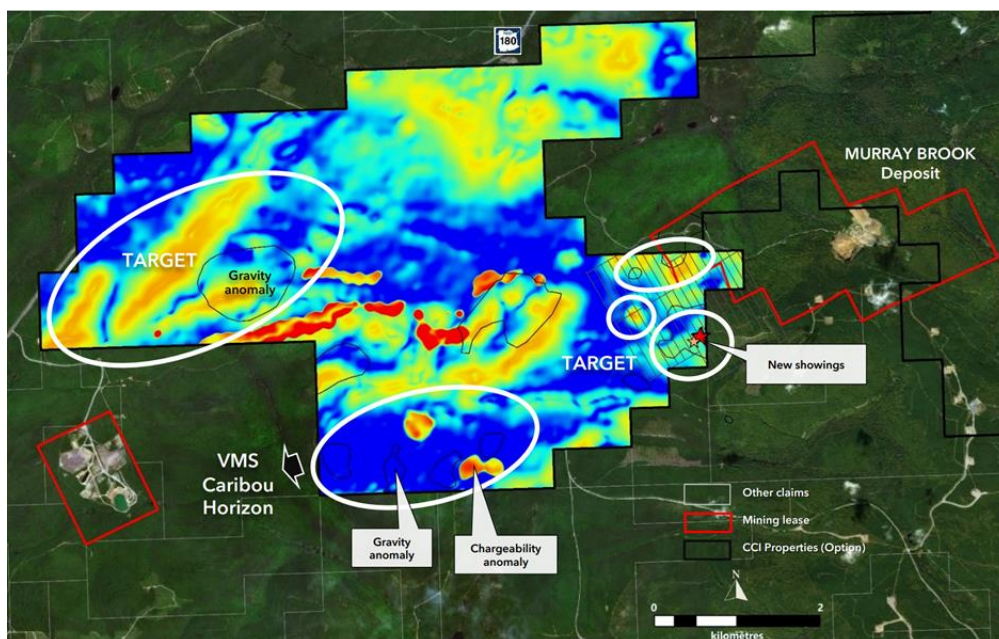 180
MURRAY BROOK
Deposit
TARGET
Gravity
anomaly
TARGET
New showings
VMS
Caribou
Horizon
Gravity
anomaly
Chargeability
anomaly
Other claims
Mining lease
CCI Properties (Option)
N
0
2
kilomètres